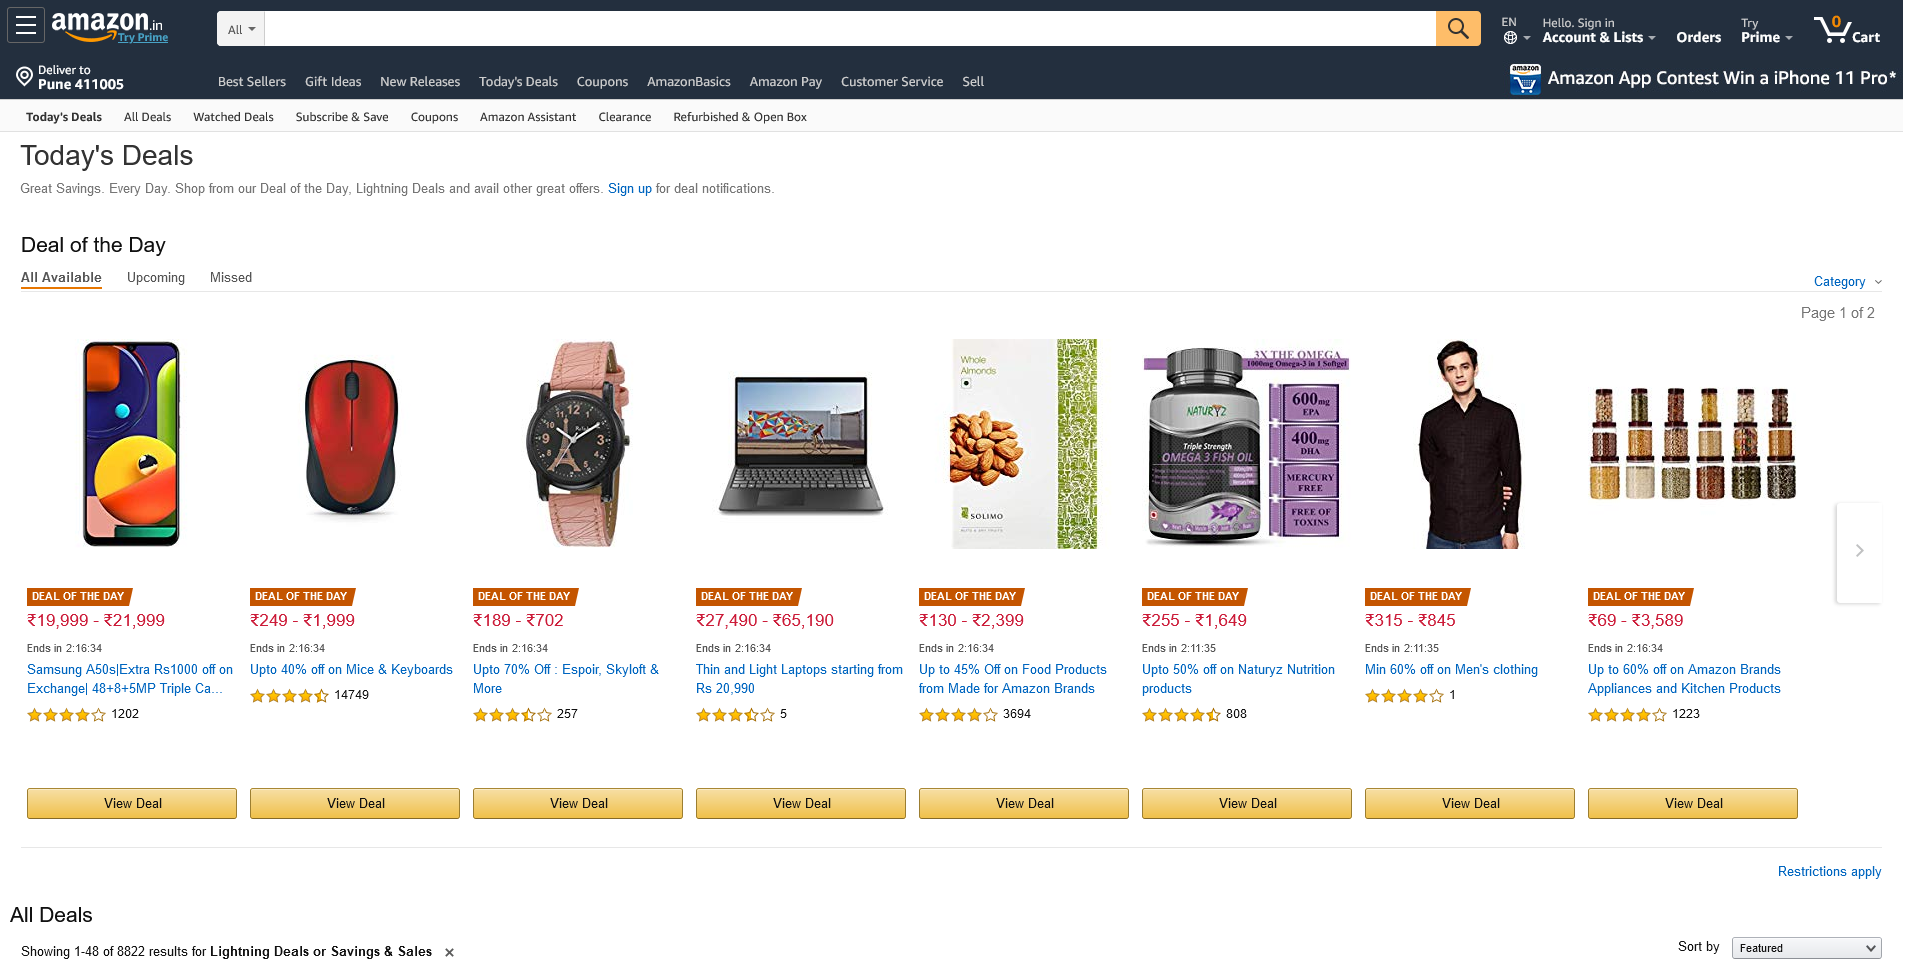 amazon.in
Try Prime
All
EN
Hello. Sign in
Account & Lists
Orders
Try
Prime
0
Cart
Deliver to
Pune 411005
Best Sellers Gift Ideas New Releases Today's Deals Coupons AmazonBasics Amazon Pay Customer Service Sell
amazon
Amazon App Contest Win a iPhone 11 Pro*
Today's Deals All Deals Watched Deals Subscribe & Save Coupons Amazon Assistant Clearance Refurbished & Open Box
Today's Deals
Great Savings. Every Day. Shop from our Deal of the Day, Lightning Deals and avail other great offers. Sign up for deal notifications.
Deal of the Day
All Available Upcoming Missed
Category
Page 1 of 2
Whole
Almonds
SOLIMO
3X THE OMEGA
1000mg Omega-3 in 1 Softgel
NATURYZ
Triple Strength
OMEGA 3 FISH OIL
600mg
EPA
400mg
DHA
MERCURY
FREE
FREE OF
TOXINS
DEAL OF THE DAY
₹19,999 - ₹21,999
Ends in 2:16:34
Samsung A50s|Extra Rs1000 off on
Exchange| 48+8+5MP Triple Ca...
1202
View Deal
DEAL OF THE DAY
₹249 - ₹1,999
Ends in 2:16:34
Upto 40% off on Mice & Keyboards
14749
View Deal
DEAL OF THE DAY
₹189 - ₹702
Ends in 2:16:34
Upto 70% Off : Espoir, Skyloft &
More
257
View Deal
DEAL OF THE DAY
₹27,490 - ₹65,190
Ends in 2:16:34
Thin and Light Laptops starting from
Rs 20,990
5
View Deal
DEAL OF THE DAY
₹130 - ₹2,399
Ends in 2:16:34
Up to 45% Off on Food Products
from Made for Amazon Brands
3694
View Deal
DEAL OF THE DAY
₹255 - ₹1,649
Ends in 2:11:35
Upto 50% off on Naturyz Nutrition
products
808
View Deal
DEAL OF THE DAY
₹315 - ₹845
Ends in 2:11:35
Min 60% off on Men's clothing
1
View Deal
DEAL OF THE DAY
₹69 - ₹3,589
Ends in 2:16:34
Up to 60% off on Amazon Brands
Appliances and Kitchen Products
1223
View Deal
Restrictions apply
All Deals
Showing 1-48 of 8822 results for Lightning Deals or Savings & Sales
Sort by Featured